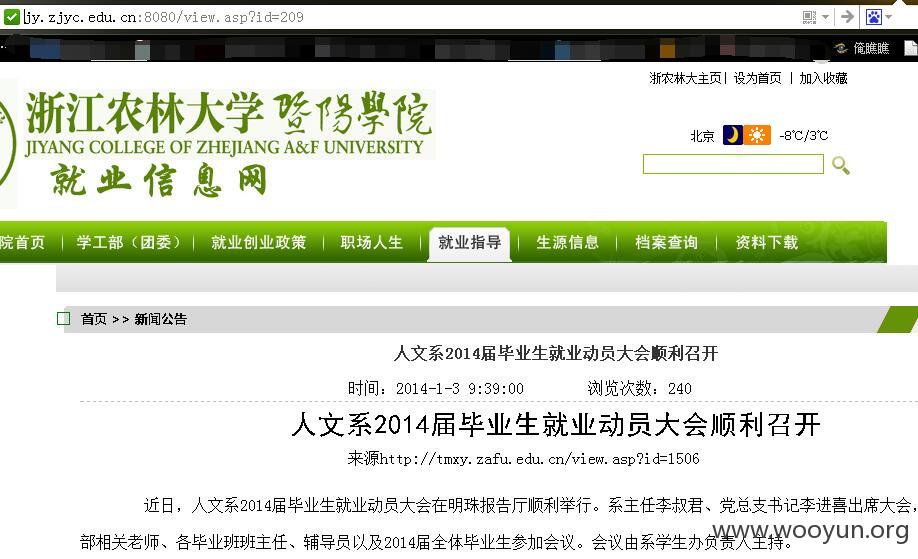 jy.zjyc.edu.cn:8080/view.asp?id=209
俺瞧瞧
浙农林大主页| 设为首页 | 加入收藏
浙江农林大学 暨陽學院
JIYANG COLLEGE OF ZHEJIANG A&F UNIVERSITY
就业信息网
北京 -8℃/3℃
院首页 学工部（团委） 就业创业政策 职场人生 就业指导 生源信息 档案查询 资料下载
首页 >> 新闻公告
人文系2014届毕业生就业动员大会顺利召开
时间：2014-1-3 9:39:00 浏览次数：240
人文系2014届毕业生就业动员大会顺利召开
来源http://tmxy.zafu.edu.cn/view.asp?id=1506
近日，人文系2014届毕业生就业动员大会在明珠报告厅顺利举行。系主任李叔君、党总支书记李进喜出席大会，
部相关老师、各毕业班班主任、辅导员以及2014届全体毕业生参加会议。会议由系学生办负责人主持。
www.wooyun.org